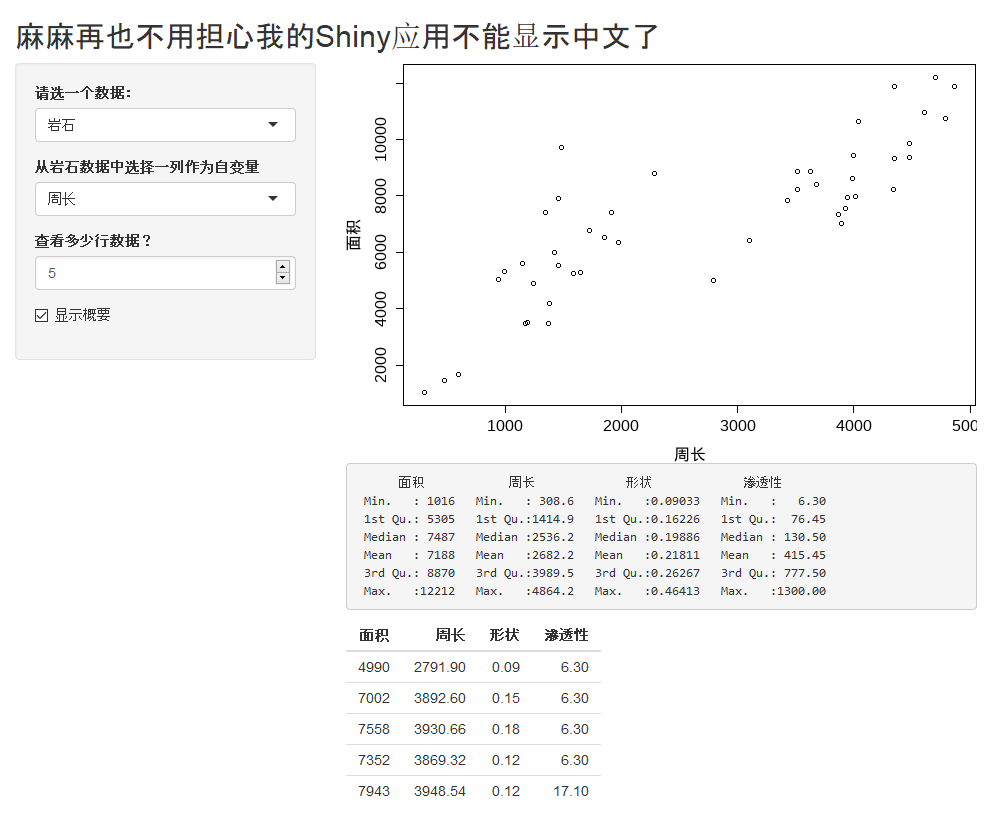 麻麻再也不用担心我的Shiny应用不能显示中文了
请选一个数据：
岩石
从岩石数据中选择一列作为自变量
周长
查看多少行数据？
5
显示概要
面积
10000
8000
6000
4000
2000
1000 2000 3000 4000 500
周长
面积 周长 形状 渗透性
Min.   : 1016   Min.   : 308.6   Min.   :0.09033   Min.   :   6.30
1st Qu.: 5305   1st Qu.:1414.9   1st Qu.:0.16226   1st Qu.:  76.45
Median : 7487   Median :2536.2   Median :0.19886   Median : 130.50
Mean   : 7188   Mean   :2682.2   Mean   :0.21811   Mean   : 415.45
3rd Qu.: 8870   3rd Qu.:3989.5   3rd Qu.:0.26267   3rd Qu.: 777.50
Max.   :12212   Max.   :4864.2   Max.   :0.46413   Max.   :1300.00
面积 周长 形状 渗透性
4990 2791.90 0.09 6.30
7002 3892.60 0.15 6.30
7558 3930.66 0.18 6.30
7352 3869.32 0.12 6.30
7943 3948.54 0.12 17.10